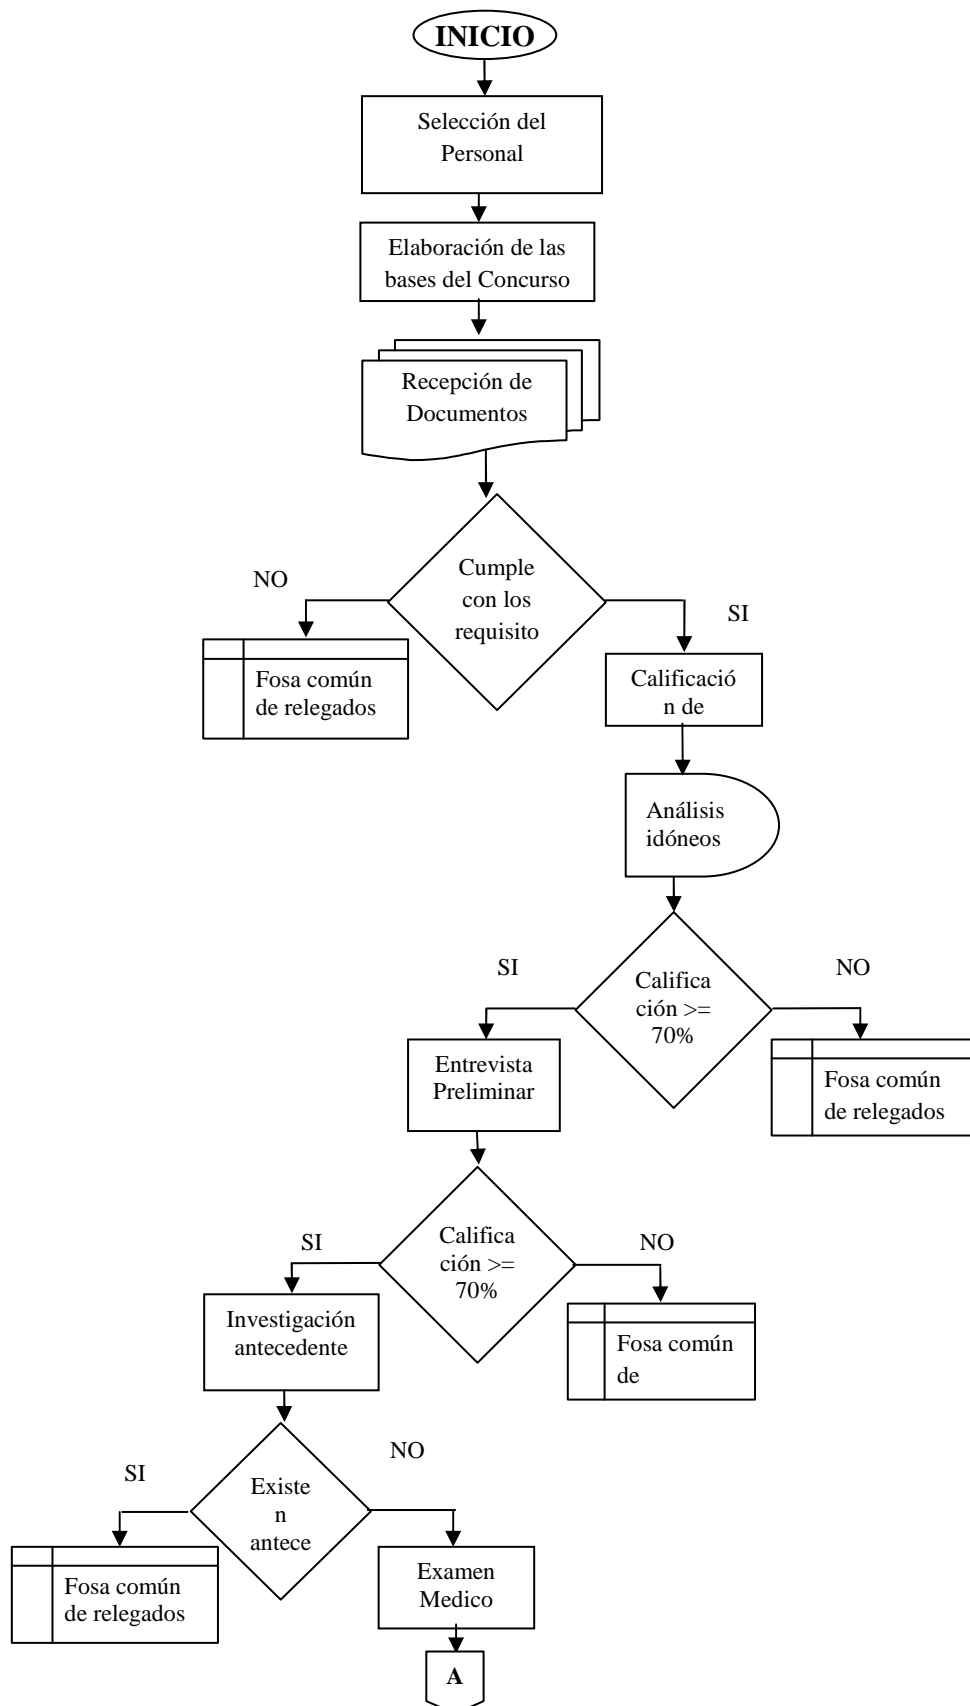 INICIO
Selección del
Personal
Elaboración de las
bases del Concurso
Recepción de
Documentos
Cumple
con los
requisito
NO
SI
Fosa común
de relegados
Calificació
n de
Análisis
idóneos
Califica
ción >=
70%
SI
NO
Entrevista
Preliminar
Fosa común
de relegados
Califica
ción >=
70%
SI
NO
Investigación
antecedente
Fosa común
de
Existe
n
antece
SI
NO
Fosa común
de relegados
Examen
Medico
A